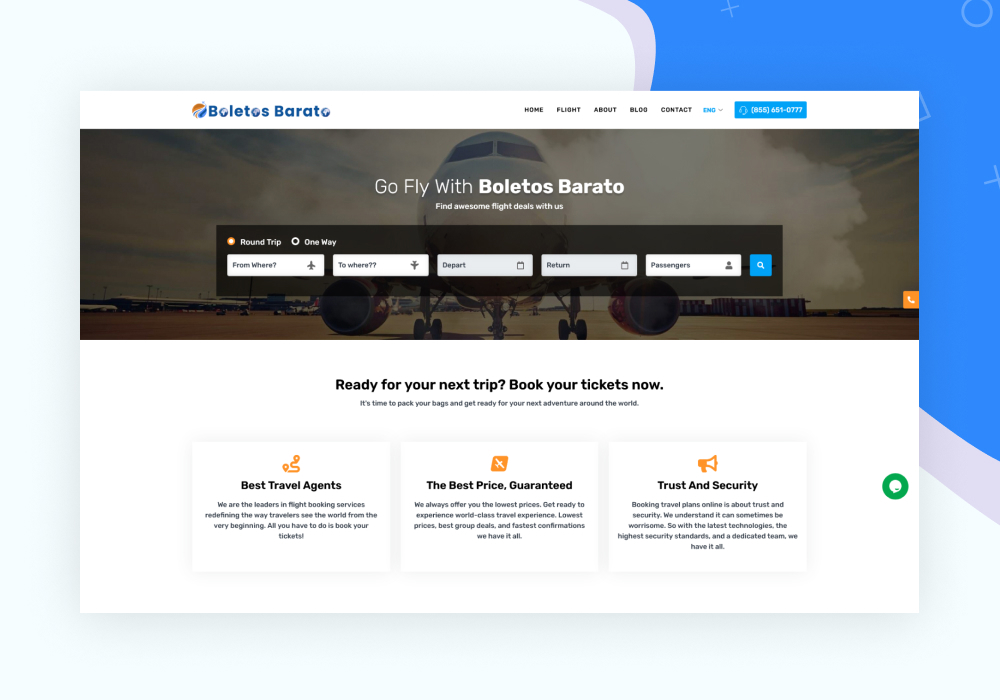 Boletos Barato
HOME FLIGHT ABOUT BLOG CONTACT ENG (855) 651-0777
Go Fly With Boletos Barato
Find awesome flight deals with us
Round Trip One Way
From Where? To where?? Depart Return Passengers
Ready for your next trip? Book your tickets now.
It's time to pack your bags and get ready for your next adventure around the world.
Best Travel Agents
We are the leaders in flight booking services
redefining the way travelers see the world from the
very beginning. All you have to do is book your
tickets!
The Best Price, Guaranteed
We always offer you the lowest prices. Get ready to
experience world-class travel experience. Lowest
prices, best group deals, and fastest confirmations
we have it all.
Trust And Security
Booking travel plans online is about trust and
security. We understand it can sometimes be
worrisome. So with the latest technologies, the
highest security standards, and a dedicated team, we
have it all.